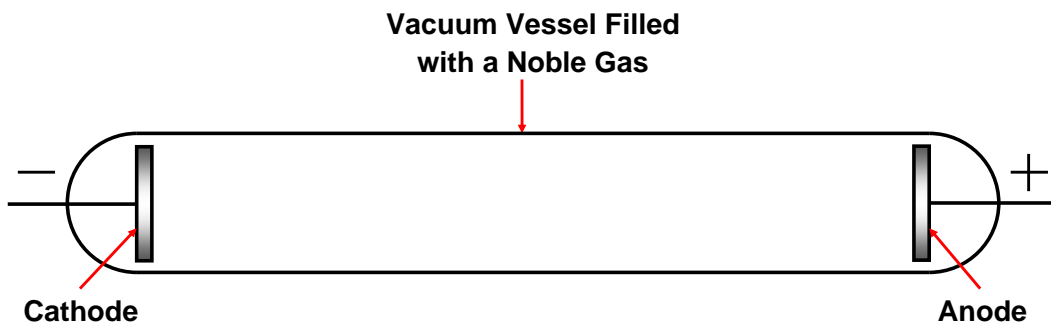 Vacuum Vessel Filled
with a Noble Gas
−
+
Cathode
Anode